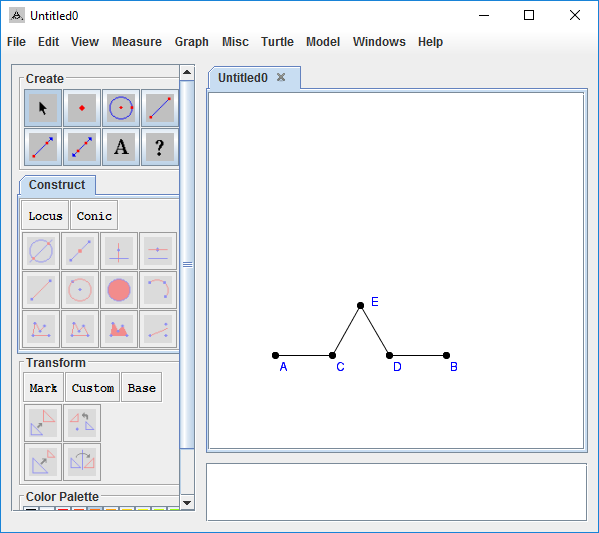 Untitled0
File Edit View Measure Graph Misc Turtle Model Windows Help
Create
Untitled0
A ?
Construct
Locus Conic
E
A C D B
Transform
Mark Custom Base
Color Palette